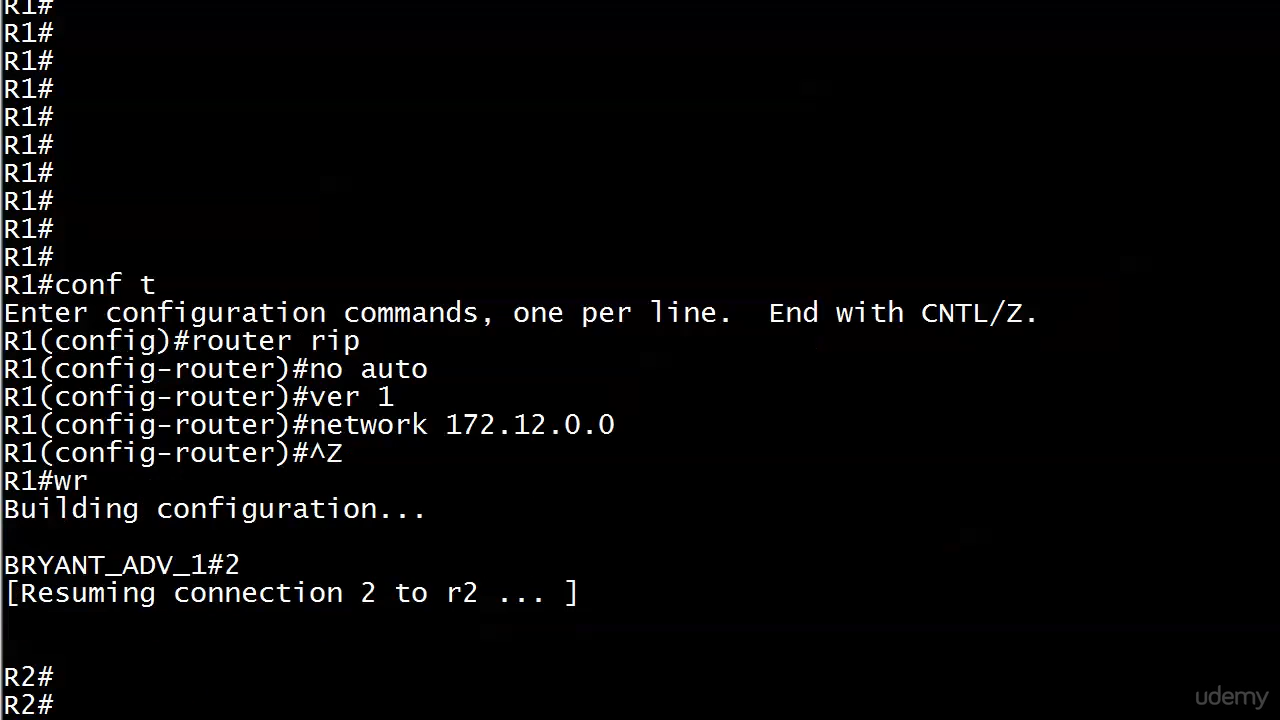 R1#
R1#
R1#
R1#
R1#
R1#
R1#
R1#
R1#
R1#
R1#conf t
Enter configuration commands, one per line.  End with CNTL/Z.
R1(config)#router rip
R1(config-router)#no auto
R1(config-router)#ver 1
R1(config-router)#network 172.12.0.0
R1(config-router)#^Z
R1#wr
Building configuration...
BRYANT_ADV_1#2
[Resuming connection 2 to r2 ... ]
R2#
R2#
udemy